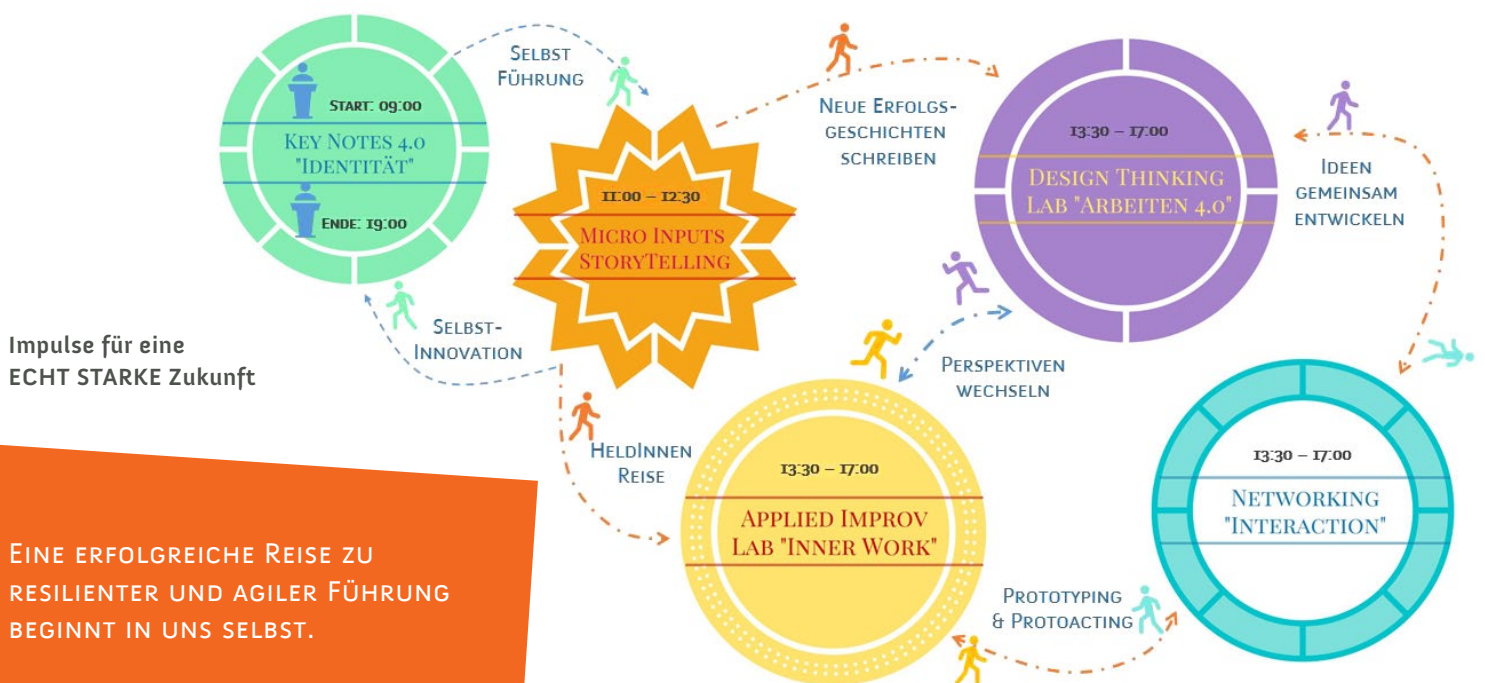 START: 09:00
KEY NOTES 4.0
"IDENTITÄT"
ENDE: 19:00
SELBST
FÜHRUNG
SELBST-
INNOVATION
11:00 – 12:30
MICRO INPUTS
STORYTELLING
NEUE ERFOLGS-
GESCHICHTEN
SCHREIBEN
13:30 – 17:00
DESIGN THINKING
LAB "ARBEITEN 4.0"
IDEEN
GEMEINSAM
ENTWICKELN
PERSPEKTIVEN
WECHSELN
HELDINNEN
REISE
13:30 – 17:00
APPLIED IMPROV
LAB "INNER WORK"
13:30 – 17:00
NETWORKING
"INTERACTION"
PROTOTYPING
& PROTOACTING
Impulse für eine
ECHT STARKE Zukunft
EINE ERFOLGREICHE REISE ZU
RESILIENTER UND AGILER FÜHRUNG
BEGINNT IN UNS SELBST.